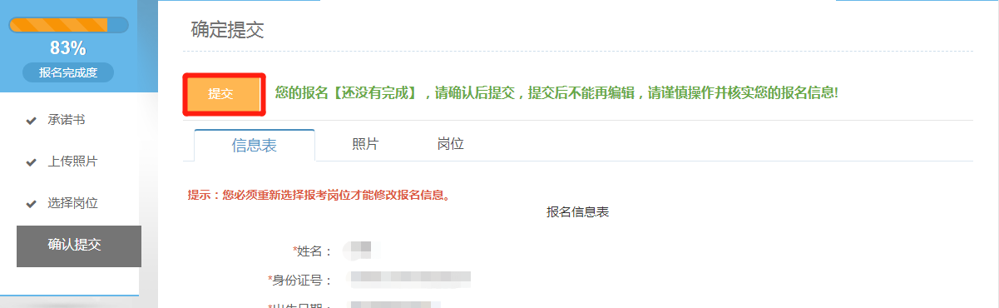 83%
报名完成度
承诺书
上传照片
选择岗位
确认提交
确定提交
提交
您的报名【还没有完成】，请确认后提交，提交后不能再编辑，请谨慎操作并核实您的报名信息!
信息表 照片 岗位
提示：您必须重新选择报考岗位才能修改报名信息。
报名信息表
*姓名：
*身份证号：
*出生日期：